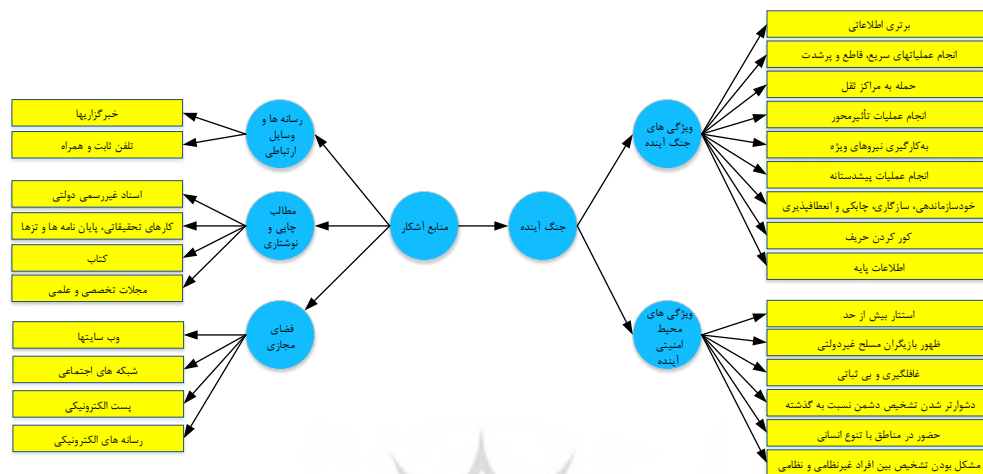 برتری اطلاعاتی
انجام عملیاتهای سریع، قاطع و پرشدت
حمله به مراکز ثقل
انجام عملیات تأثیرمحور
به‌کارگیری نیروهای ویژه
انجام عملیات پیشدستانه
خودسازماندهی، سازگاری، چابکی و انعطافپذیری
کور کردن حریف
اطلاعات پایه
ویژگی های
جنگ آینده
استتار بیش از حد
ظهور بازیگران مسلح غیردولتی
غافلگیری و بی ثباتی
دشوارتر شدن تشخیص دشمن نسبت به گذشته
حضور در مناطق با تنوع انسانی
مشکل بودن تشخیص بین افراد غیرنظامی و نظامی
ویژگی های
محیط
امنیتی
آینده
جنگ آینده
منابع آشکار
رسانه ها و
وسایل
ارتباطی
خبرگزاریها
تلفن ثابت و همراه
مطالب
چاپی و
نوشتاری
اسناد غیررسمی دولتی
کارهای تحقیقاتی، پایان نامه ها و تزها
کتاب
مجلات تخصصی و علمی
فضای
مجازی
وب سایتها
شبکه های اجتماعی
پست الکترونیکی
رسانه های الکترونیکی